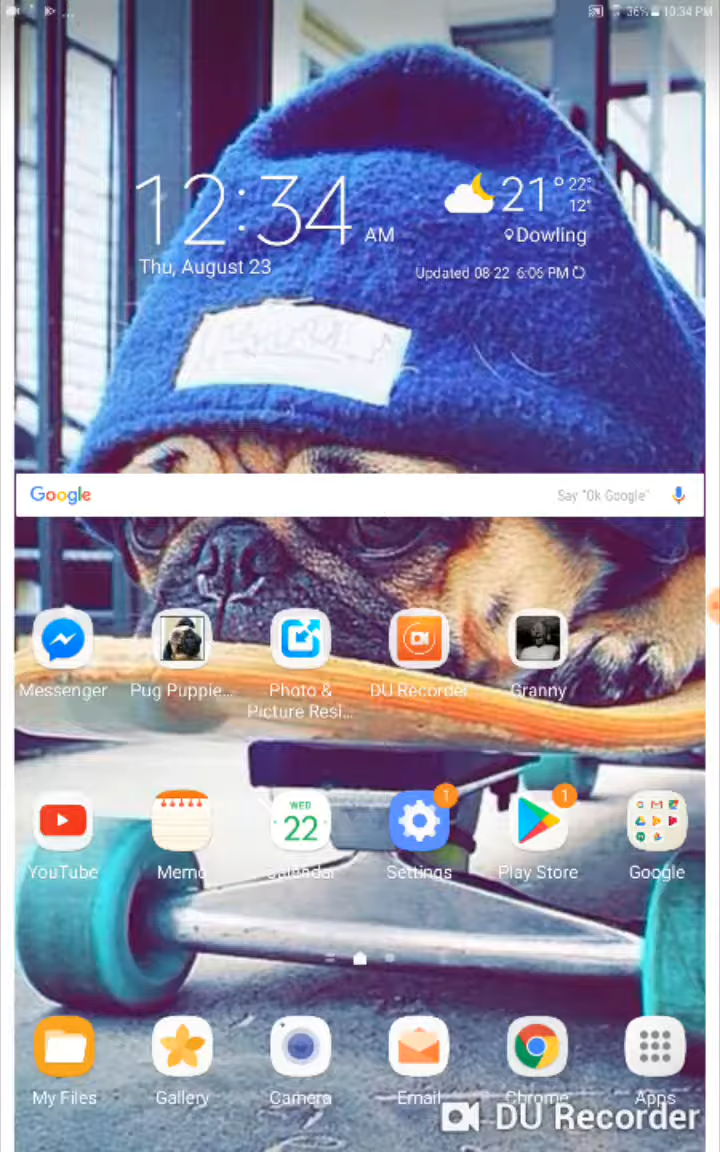 36% 10:34 PM
12:34 AM
21° 22°
12°
Dowling
Thu, August 23
Updated 08-22 6:06 PM
Google Say "Ok Google"
Messenger Pug Puppie... Photo & Picture Resi... DU Recorder Granny
WED
22
1 1
YouTube Memo Calendar Settings Play Store Google
My Files Gallery Camera Email Chrome Apps
DU Recorder